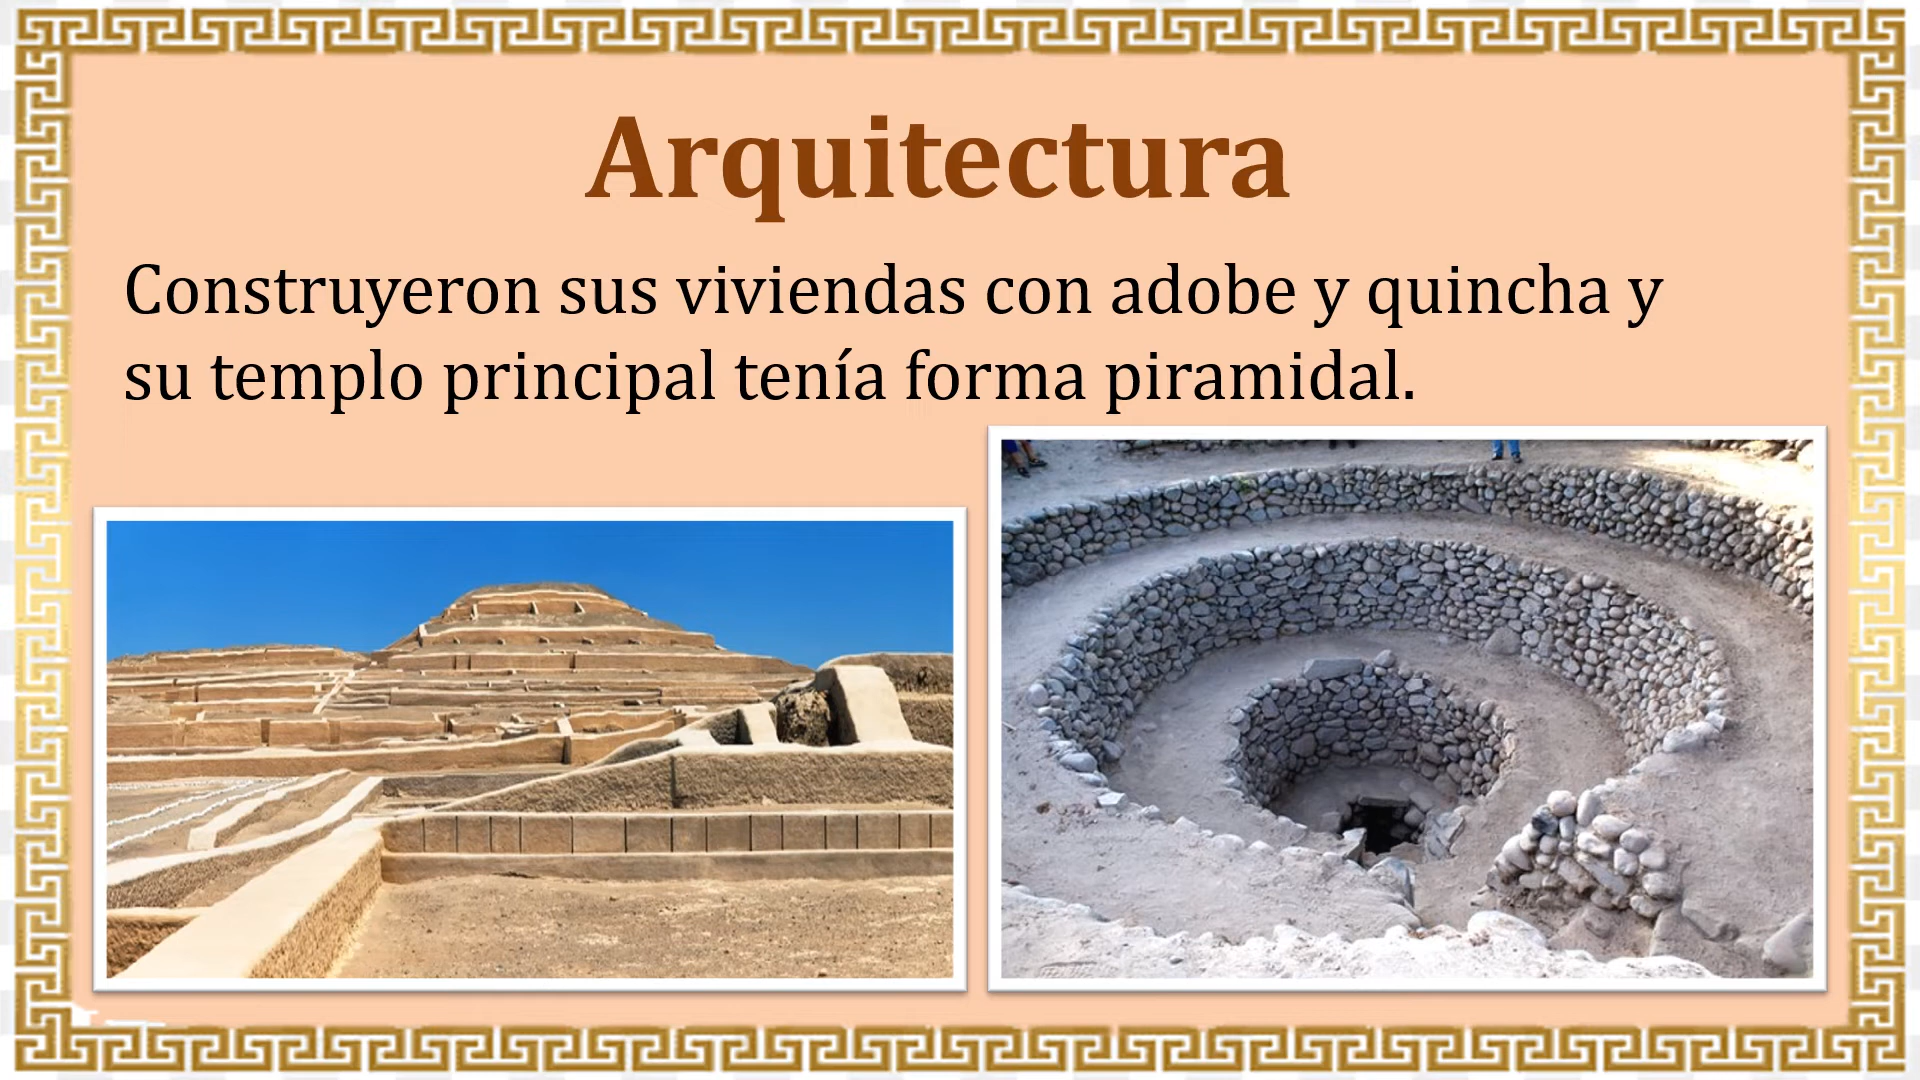 Arquitectura
Construyeron sus viviendas con adobe y quincha y
su templo principal tenía forma piramidal.